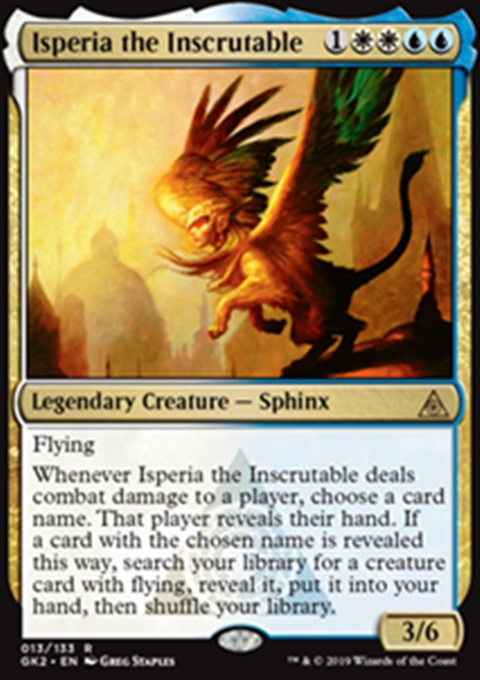 Isperia the Inscrutable 1
Legendary Creature — Sphinx
Flying
Whenever Isperia the Inscrutable deals
combat damage to a player, choose a card
name. That player reveals their hand. If
a card with the chosen name is revealed
this way, search your library for a creature
card with flying, reveal it, put it into your
hand, then shuffle your library.
3/6
013/133 R
GK2 • EN Greg Staples
™ & © 2019 Wizards of the Coast